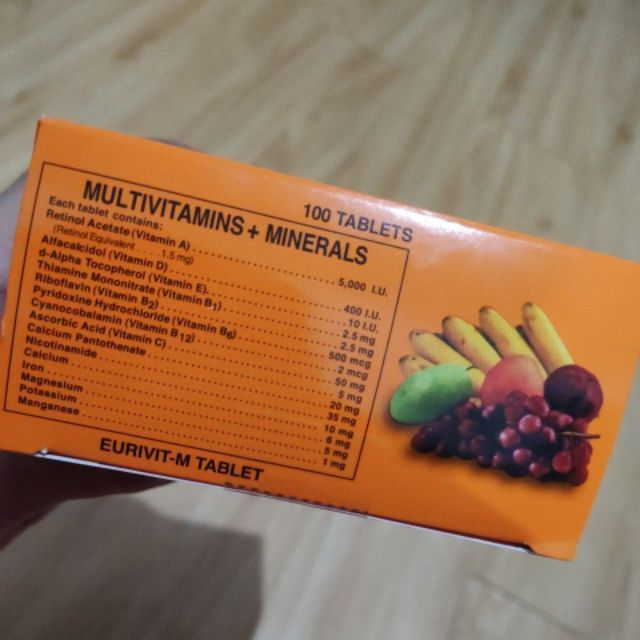 100 TABLETS
MULTIVITAMINS + MINERALS
Each tablet contains:
Retinol Acetate (Vitamin A) 5,000 I.U.
(Retinol Equivalent....1.5 mg)
Alfacalcidol (Vitamin D) 400 I.U.
d-Alpha Tocopherol (Vitamin E) 10 I.U.
Thiamine Mononitrate (Vitamin B1) 2.5 mg
Riboflavin (Vitamin B2) 2.5 mg
Pyridoxine Hydrochloride (Vitamin B6) 500 mcg
Cyanocobalamin (Vitamin B12) 2 mcg
Ascorbic Acid (Vitamin C) 50 mg
Calcium Pantothenate 5 mg
Nicotinamide 20 mg
Calcium 35 mg
Iron 10 mg
Magnesium 6 mg
Potassium 5 mg
Manganese 1 mg
EURIVIT-M TABLET